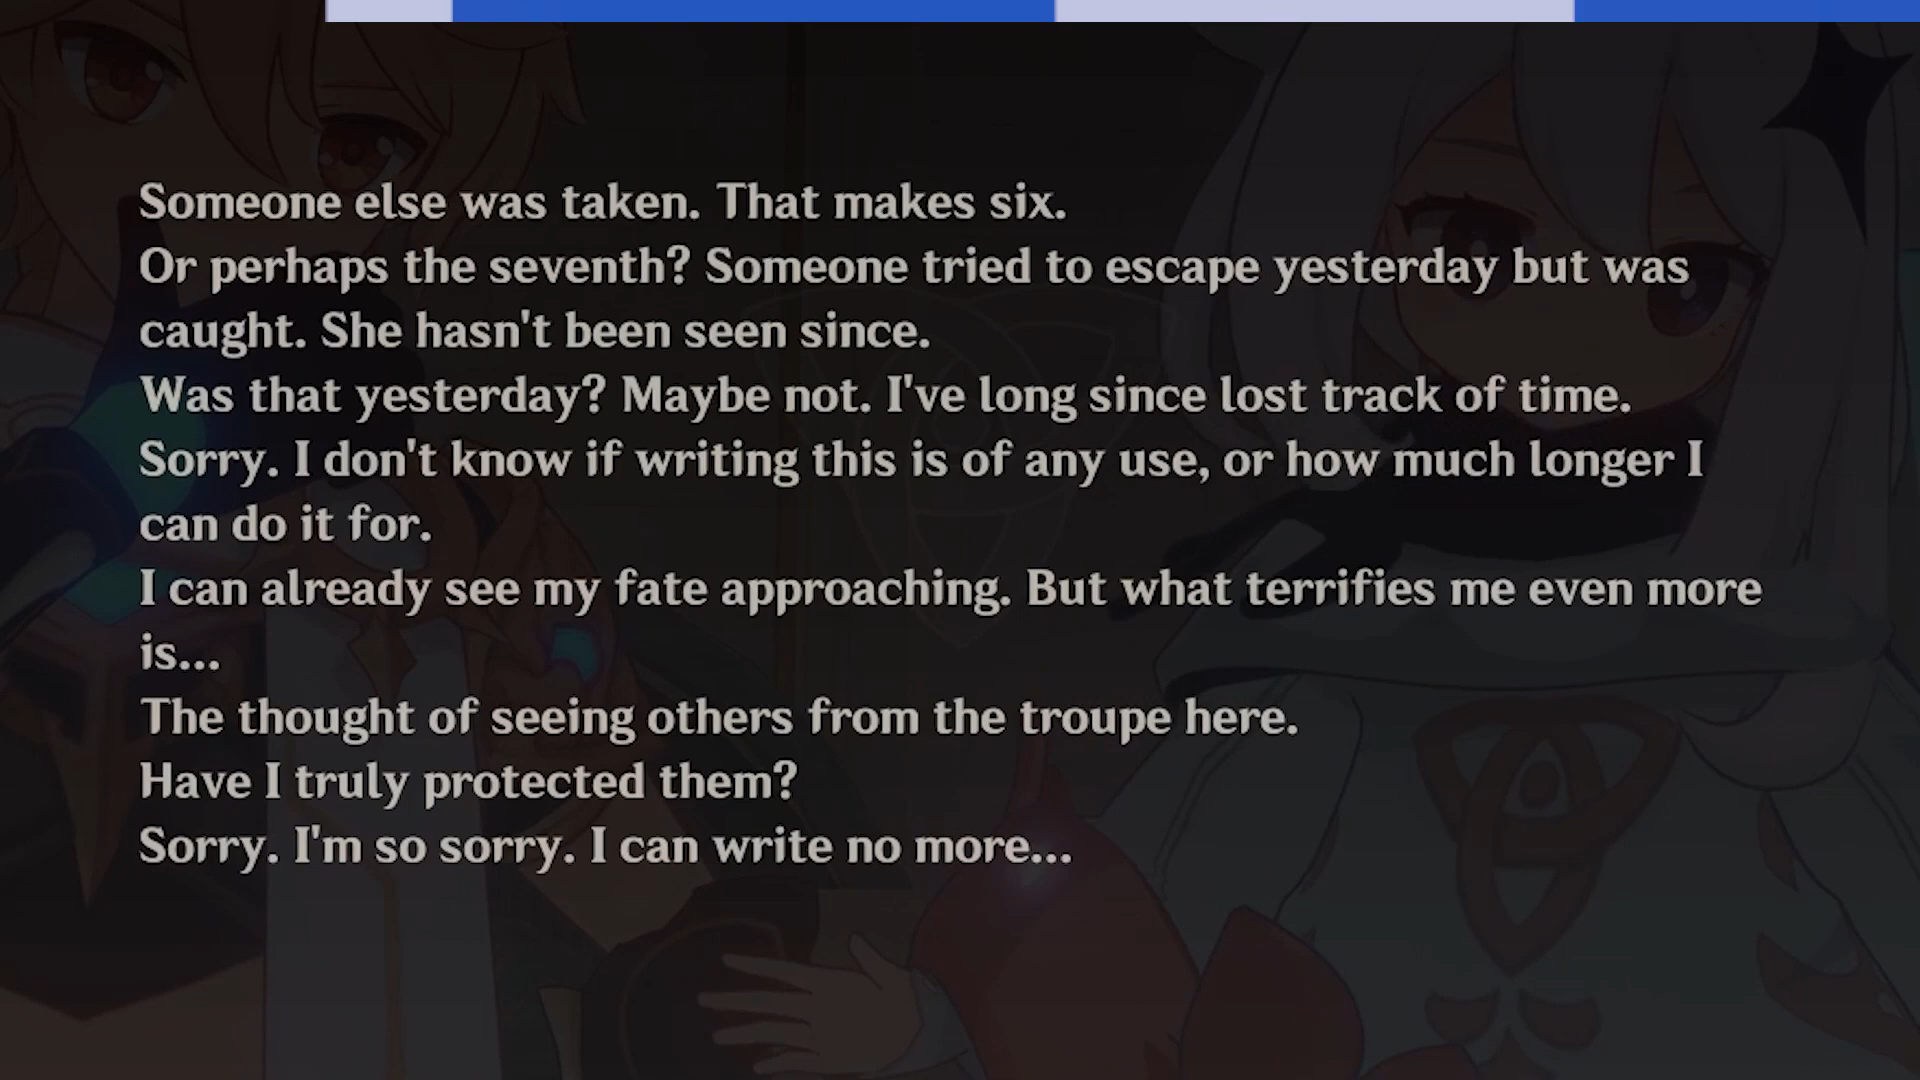 Someone else was taken. That makes six.
Or perhaps the seventh? Someone tried to escape yesterday but was
caught. She hasn't been seen since.
Was that yesterday? Maybe not. I've long since lost track of time.
Sorry. I don't know if writing this is of any use, or how much longer I
can do it for.
I can already see my fate approaching. But what terrifies me even more
is...
The thought of seeing others from the troupe here.
Have I truly protected them?
Sorry. I'm so sorry. I can write no more...